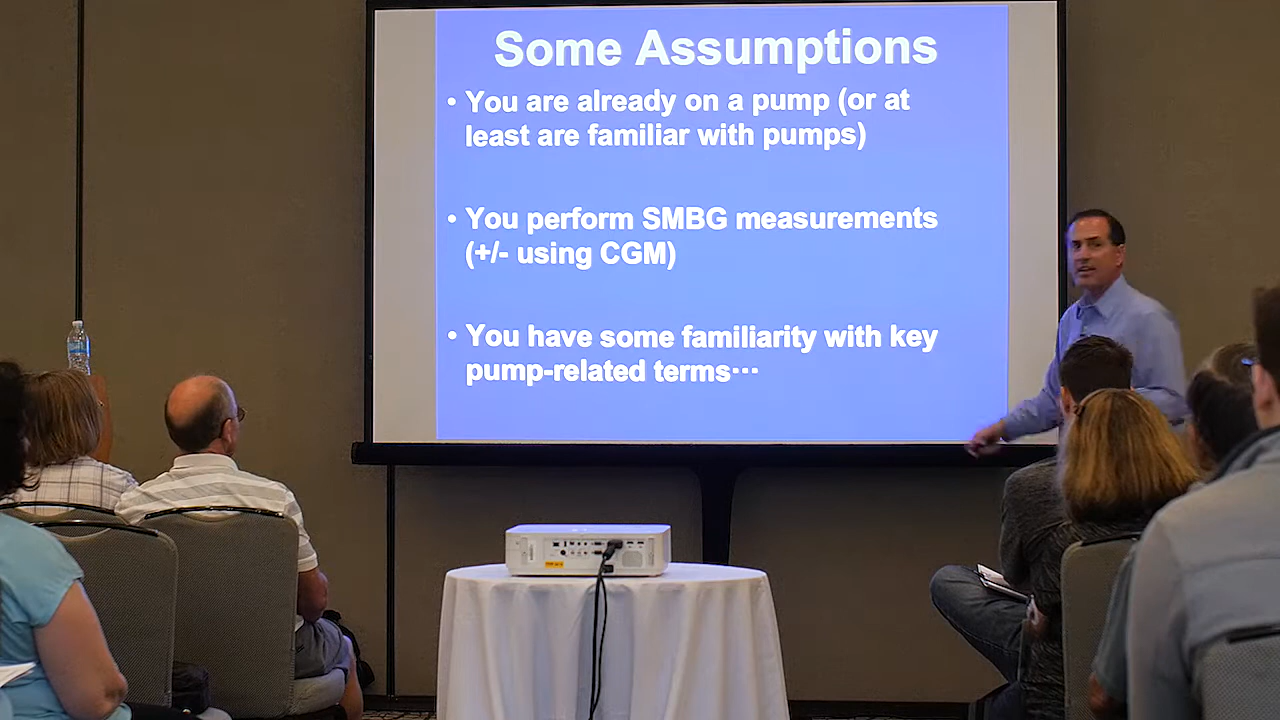 Some Assumptions
• You are already on a pump (or at
least are familiar with pumps)
• You perform SMBG measurements
(+/- using CGM)
• You have some familiarity with key
pump-related terms⋯